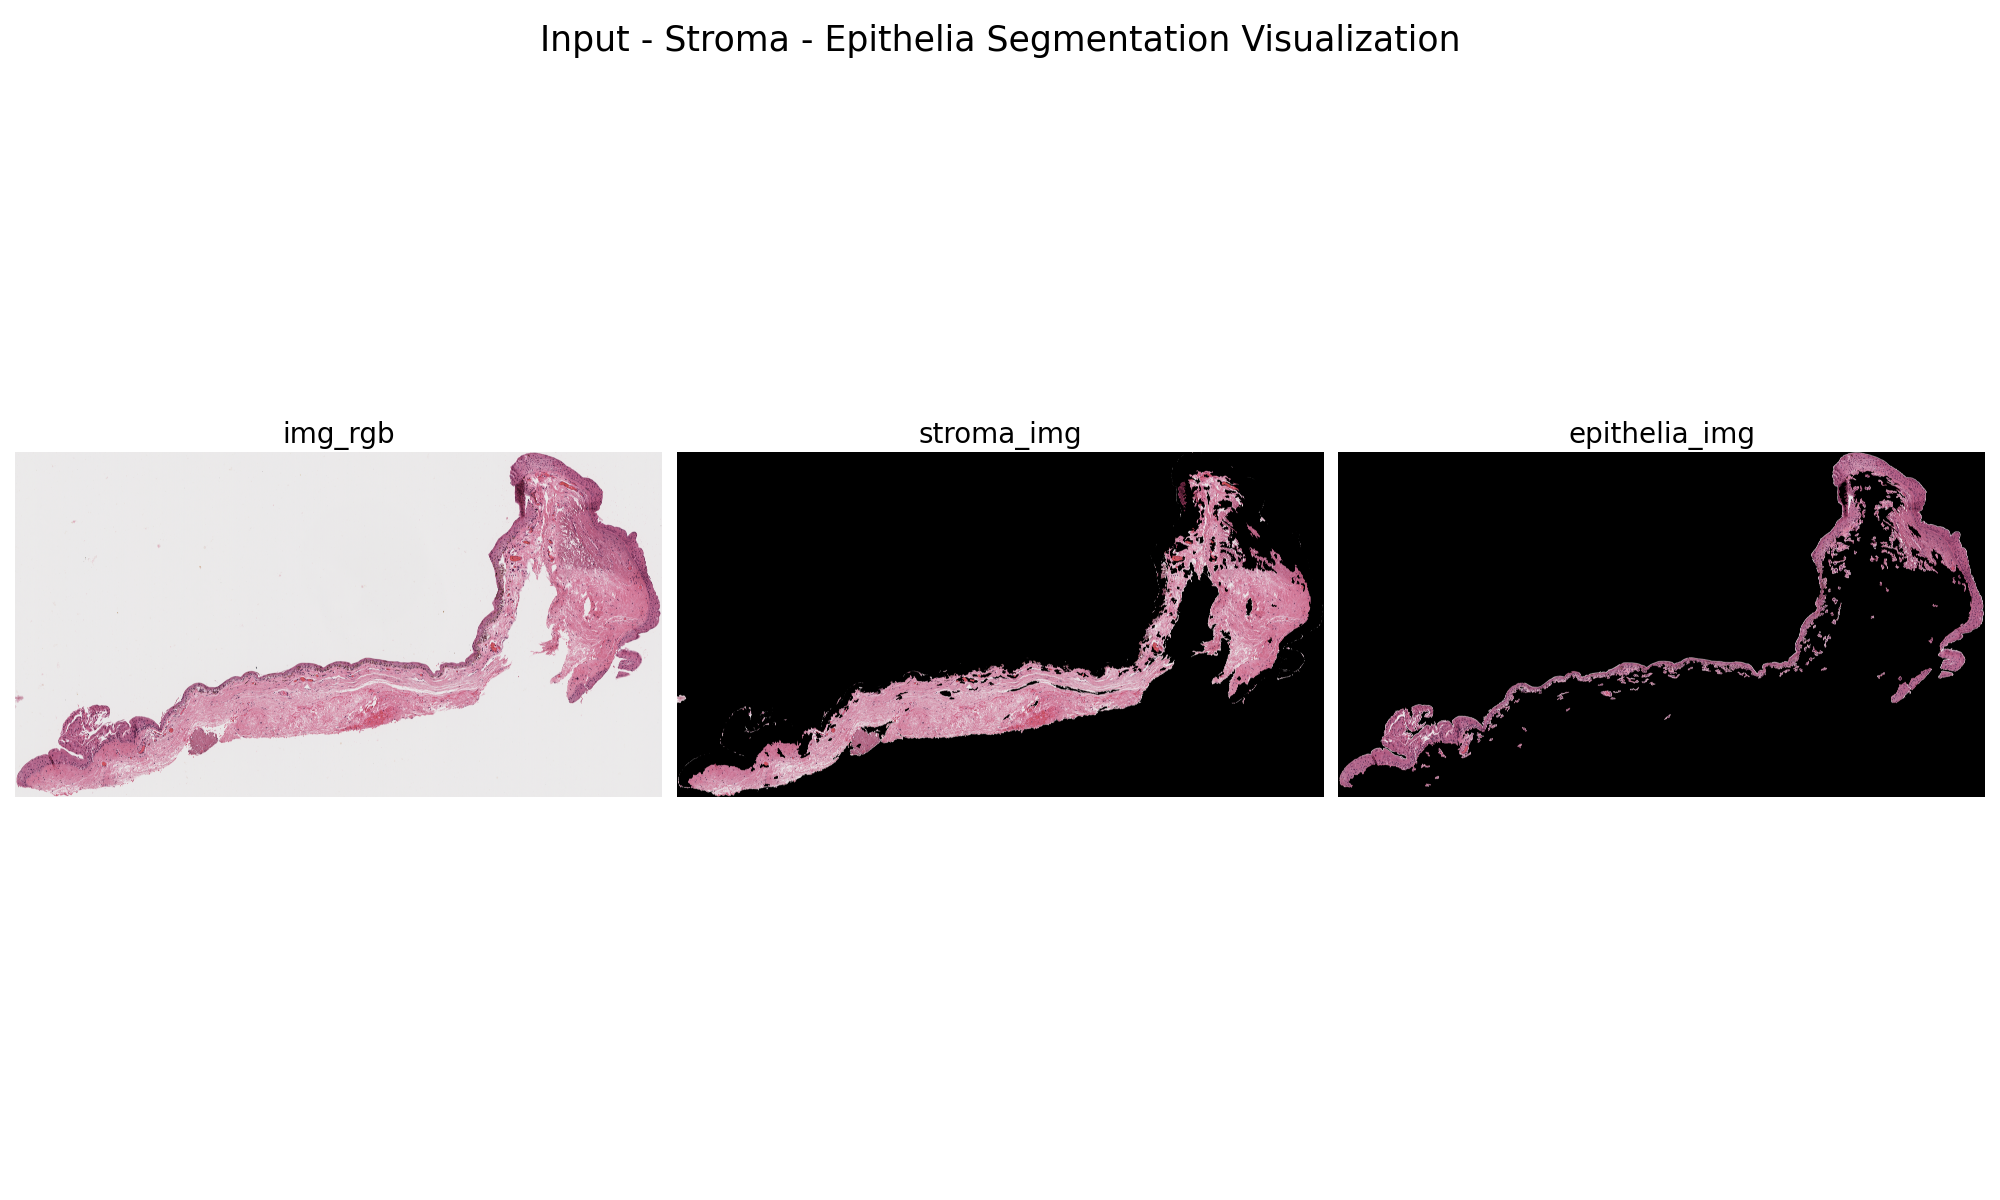 Input - Stroma - Epithelia Segmentation Visualization
img_rgb
stroma_img
epithelia_img